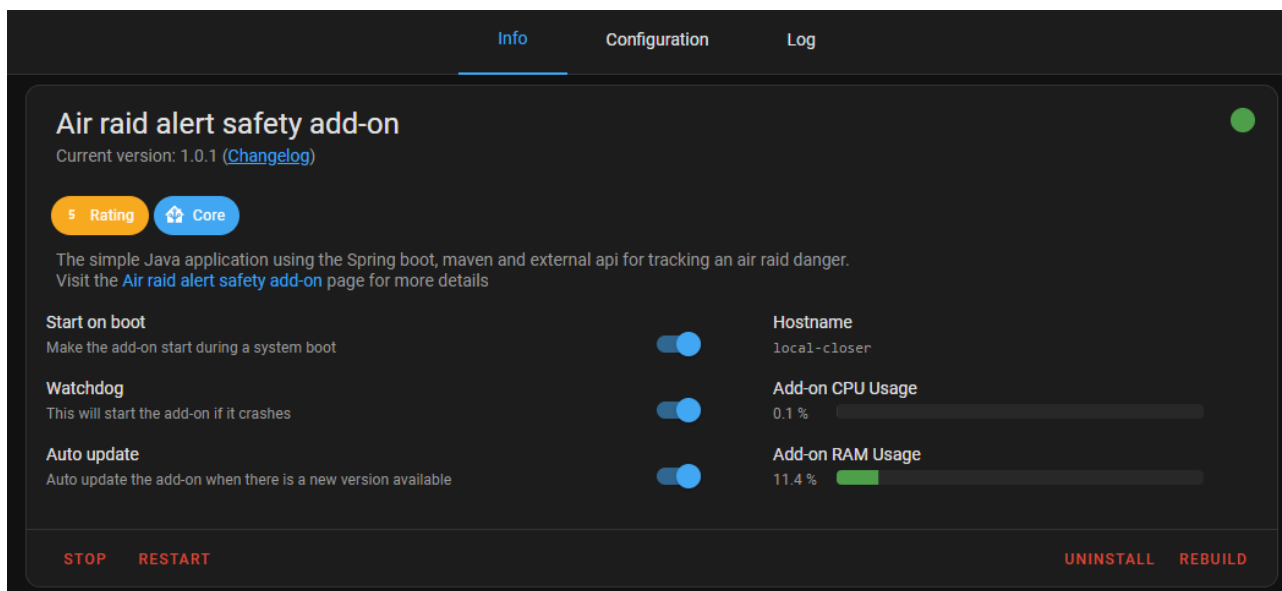 Info Configuration Log
Air raid alert safety add-on
Current version: 1.0.1 (Changelog)
5 Rating Core
The simple Java application using the Spring boot, maven and external api for tracking an air raid danger.
Visit the Air raid alert safety add-on page for more details
Start on boot
Make the add-on start during a system boot
Hostname
local-closer
Watchdog
This will start the add-on if it crashes
Add-on CPU Usage
0.1 %
Auto update
Auto update the add-on when there is a new version available
Add-on RAM Usage
11.4 %
STOP RESTART UNINSTALL REBUILD